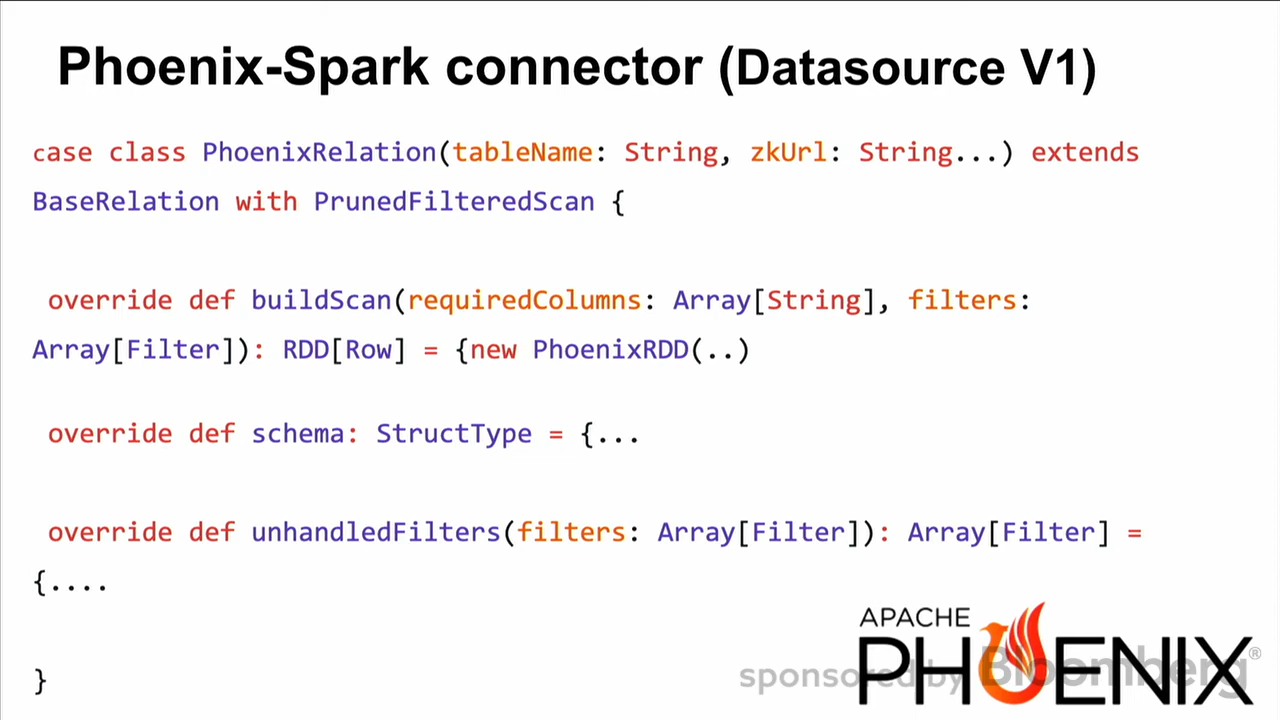 Phoenix-Spark connector (Datasource V1)
case class PhoenixRelation(tableName: String, zkUrl: String...) extends
BaseRelation with PrunedFilteredScan {
override def buildScan(requiredColumns: Array[String], filters:
Array[Filter]): RDD[Row] = {new PhoenixRDD(..)
override def schema: StructType = {...
override def unhandledFilters(filters: Array[Filter]): Array[Filter] =
{....
}
APACHE
PHOENIX
sponsored by Bloomberg®